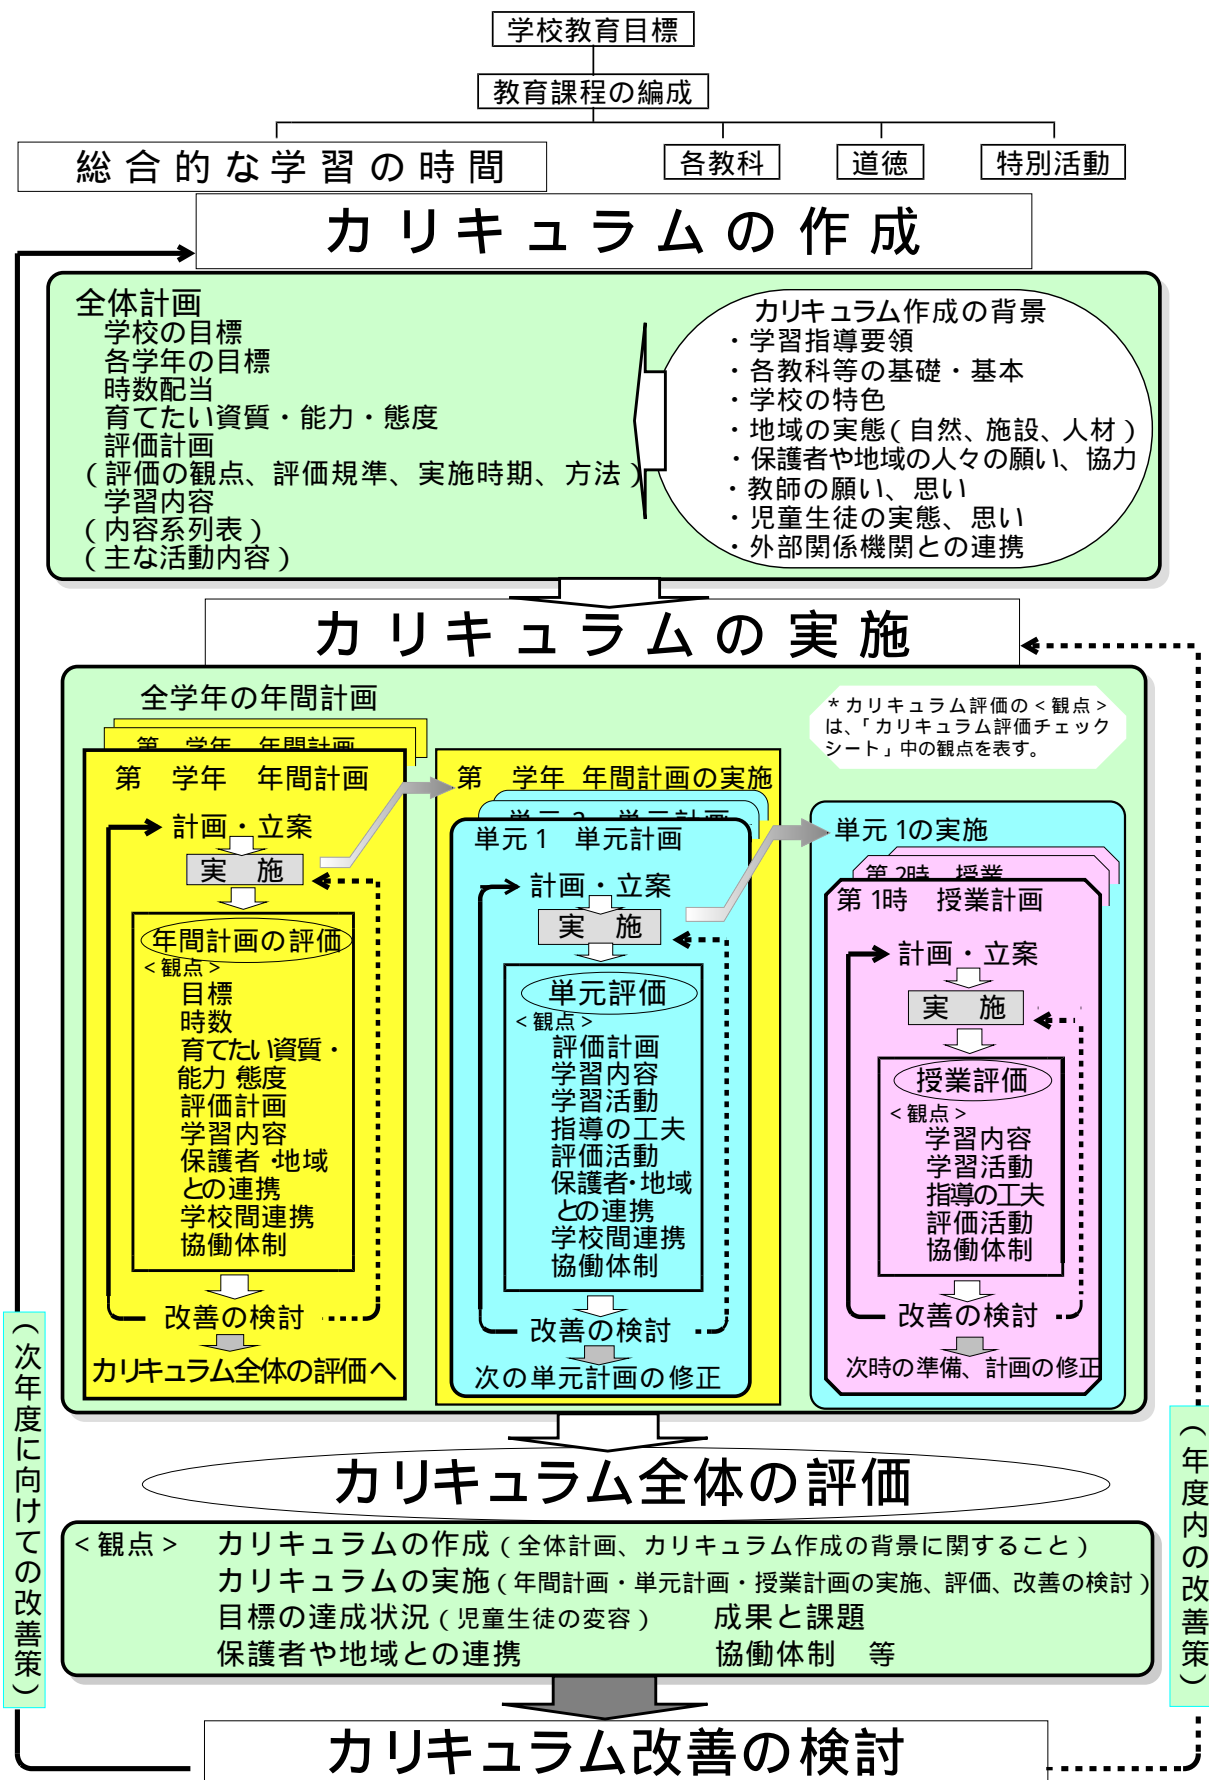 学校教育目標
教育課程の編成
総合的な学習の時間
各教科
道徳
特別活動
カリキュラムの作成
全体計画
学校の目標
各学年の目標
時数配当
育てたい資質・能力・態度
評価計画
(評価の観点、評価規準、実施時期、方法)
学習内容
(内容系列表)
(主な活動内容)
カリキュラム作成の背景
・学習指導要領
・各教科等の基礎・基本
・学校の特色
・地域の実態(自然、施設、人材)
・保護者や地域の人々の願い、協力
・教師の願い、思い
・児童生徒の実態、思い
・外部関係機関との連携
カリキュラムの実施
全学年の年間計画
*カリキュラム評価の<観点>
は、「カリキュラム評価チェック
シート」中の観点を表す。
第 学年 年間計画
第 学年 年間計画
計画・立案
実 施
年間計画の評価
<観点>
目標
時数
育てたい資質・
能力・態度
評価計画
学習内容
保護者・地域
との連携
学校間連携
協働体制
改善の検討
カリキュラム全体の評価へ
第 学年 年間計画の実施
単元2 単元計画
単元1 単元計画
計画・立案
実 施
単元評価
<観点>
評価計画
学習内容
学習活動
指導の工夫
評価活動
保護者・地域
との連携
学校間連携
協働体制
改善の検討
次の単元計画の修正
単元1の実施
第2時 授業
第1時 授業計画
計画・立案
実 施
授業評価
<観点>
学習内容
学習活動
指導の工夫
評価活動
協働体制
改善の検討
次時の準備、計画の修正
カリキュラム全体の評価
<観点> カリキュラムの作成(全体計画、カリキュラム作成の背景に関すること)
カリキュラムの実施(年間計画・単元計画・授業計画の実施、評価、改善の検討)
目標の達成状況(児童生徒の変容) 成果と課題
保護者や地域との連携 協働体制 等
カリキュラム改善の検討
(次年度に向けての改善策)
(年度内の改善策)